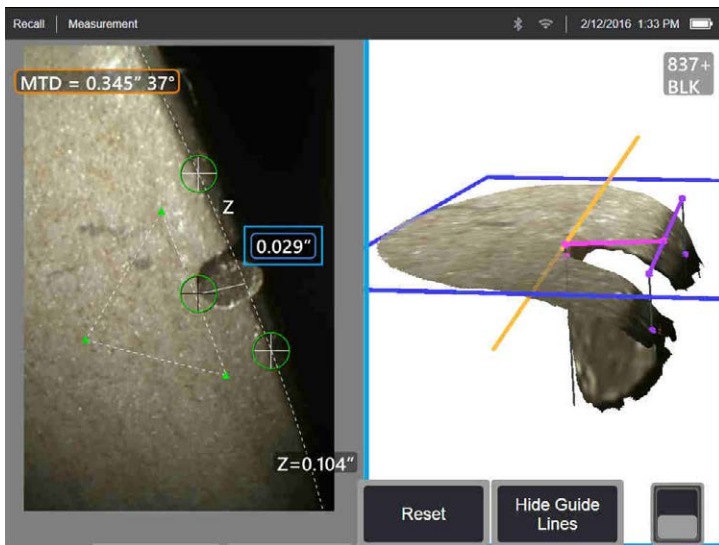 Recall | Measurement
2/12/2016 1:33 PM
MTD = 0.345" 37°
Z
0.029"
Z=0.104"
837+
BLK
Reset
Hide Guide
Lines